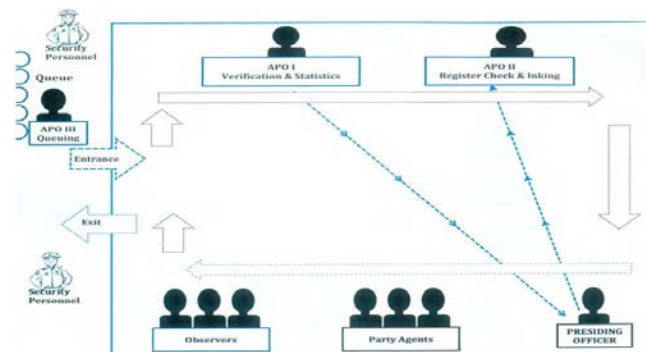 Security
Personnel
Queue
APO III
Queuing
Entrance
Exit
Security
Personnel
APO I
Verification & Statistics
APO II
Register Check & Inking
Observers
Party Agents
PRESIDING
OFFICER